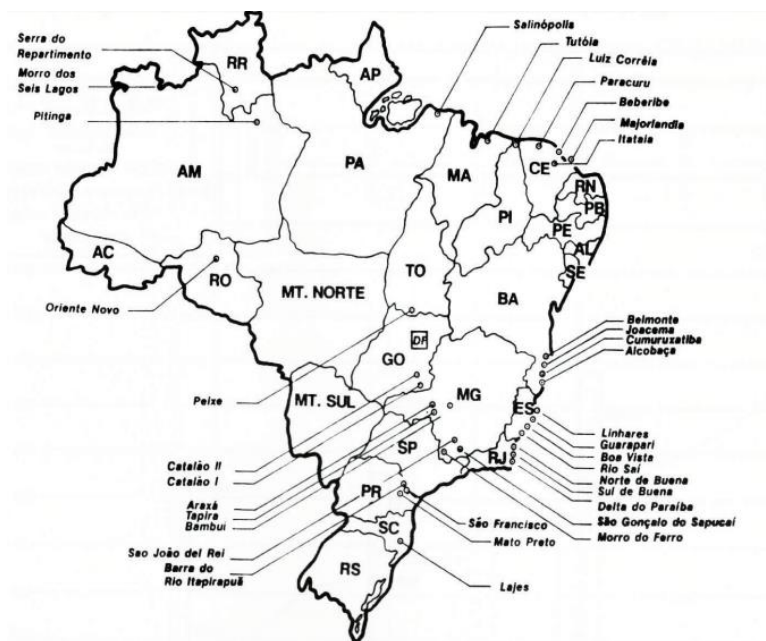 Serra do
Repartimento
Morro dos
Seis Lagos
Pitinga
RR
AP
Salinópolis
Tutóia
Luiz Corrêia
Paracuru
Beberibe
Majorlandia
Itataia
AM
PA
MA
CE
RN
PB
PI
PE
AL
SE
AC
RO
Oriente Novo
MT. NORTE
TO
BA
DF
GO
Peixe
MT. SUL
MG
ES
Belmonte
Joacema
Cumuruxatiba
Alcobaça
SP
RJ
Linhares
Guarapari
Boa Vista
Rio Saí
Norte de Buena
Sul de Buena
Delta do Paraíba
São Gonçalo do Sapucaí
Morro do Ferro
Catalão II
Catalão I
Araxá
Tapira
Bambuí
PR
São Francisco
Mato Preto
Sao João del Rei
Barra do
Rio Itapirapuã
SC
Lajes
RS